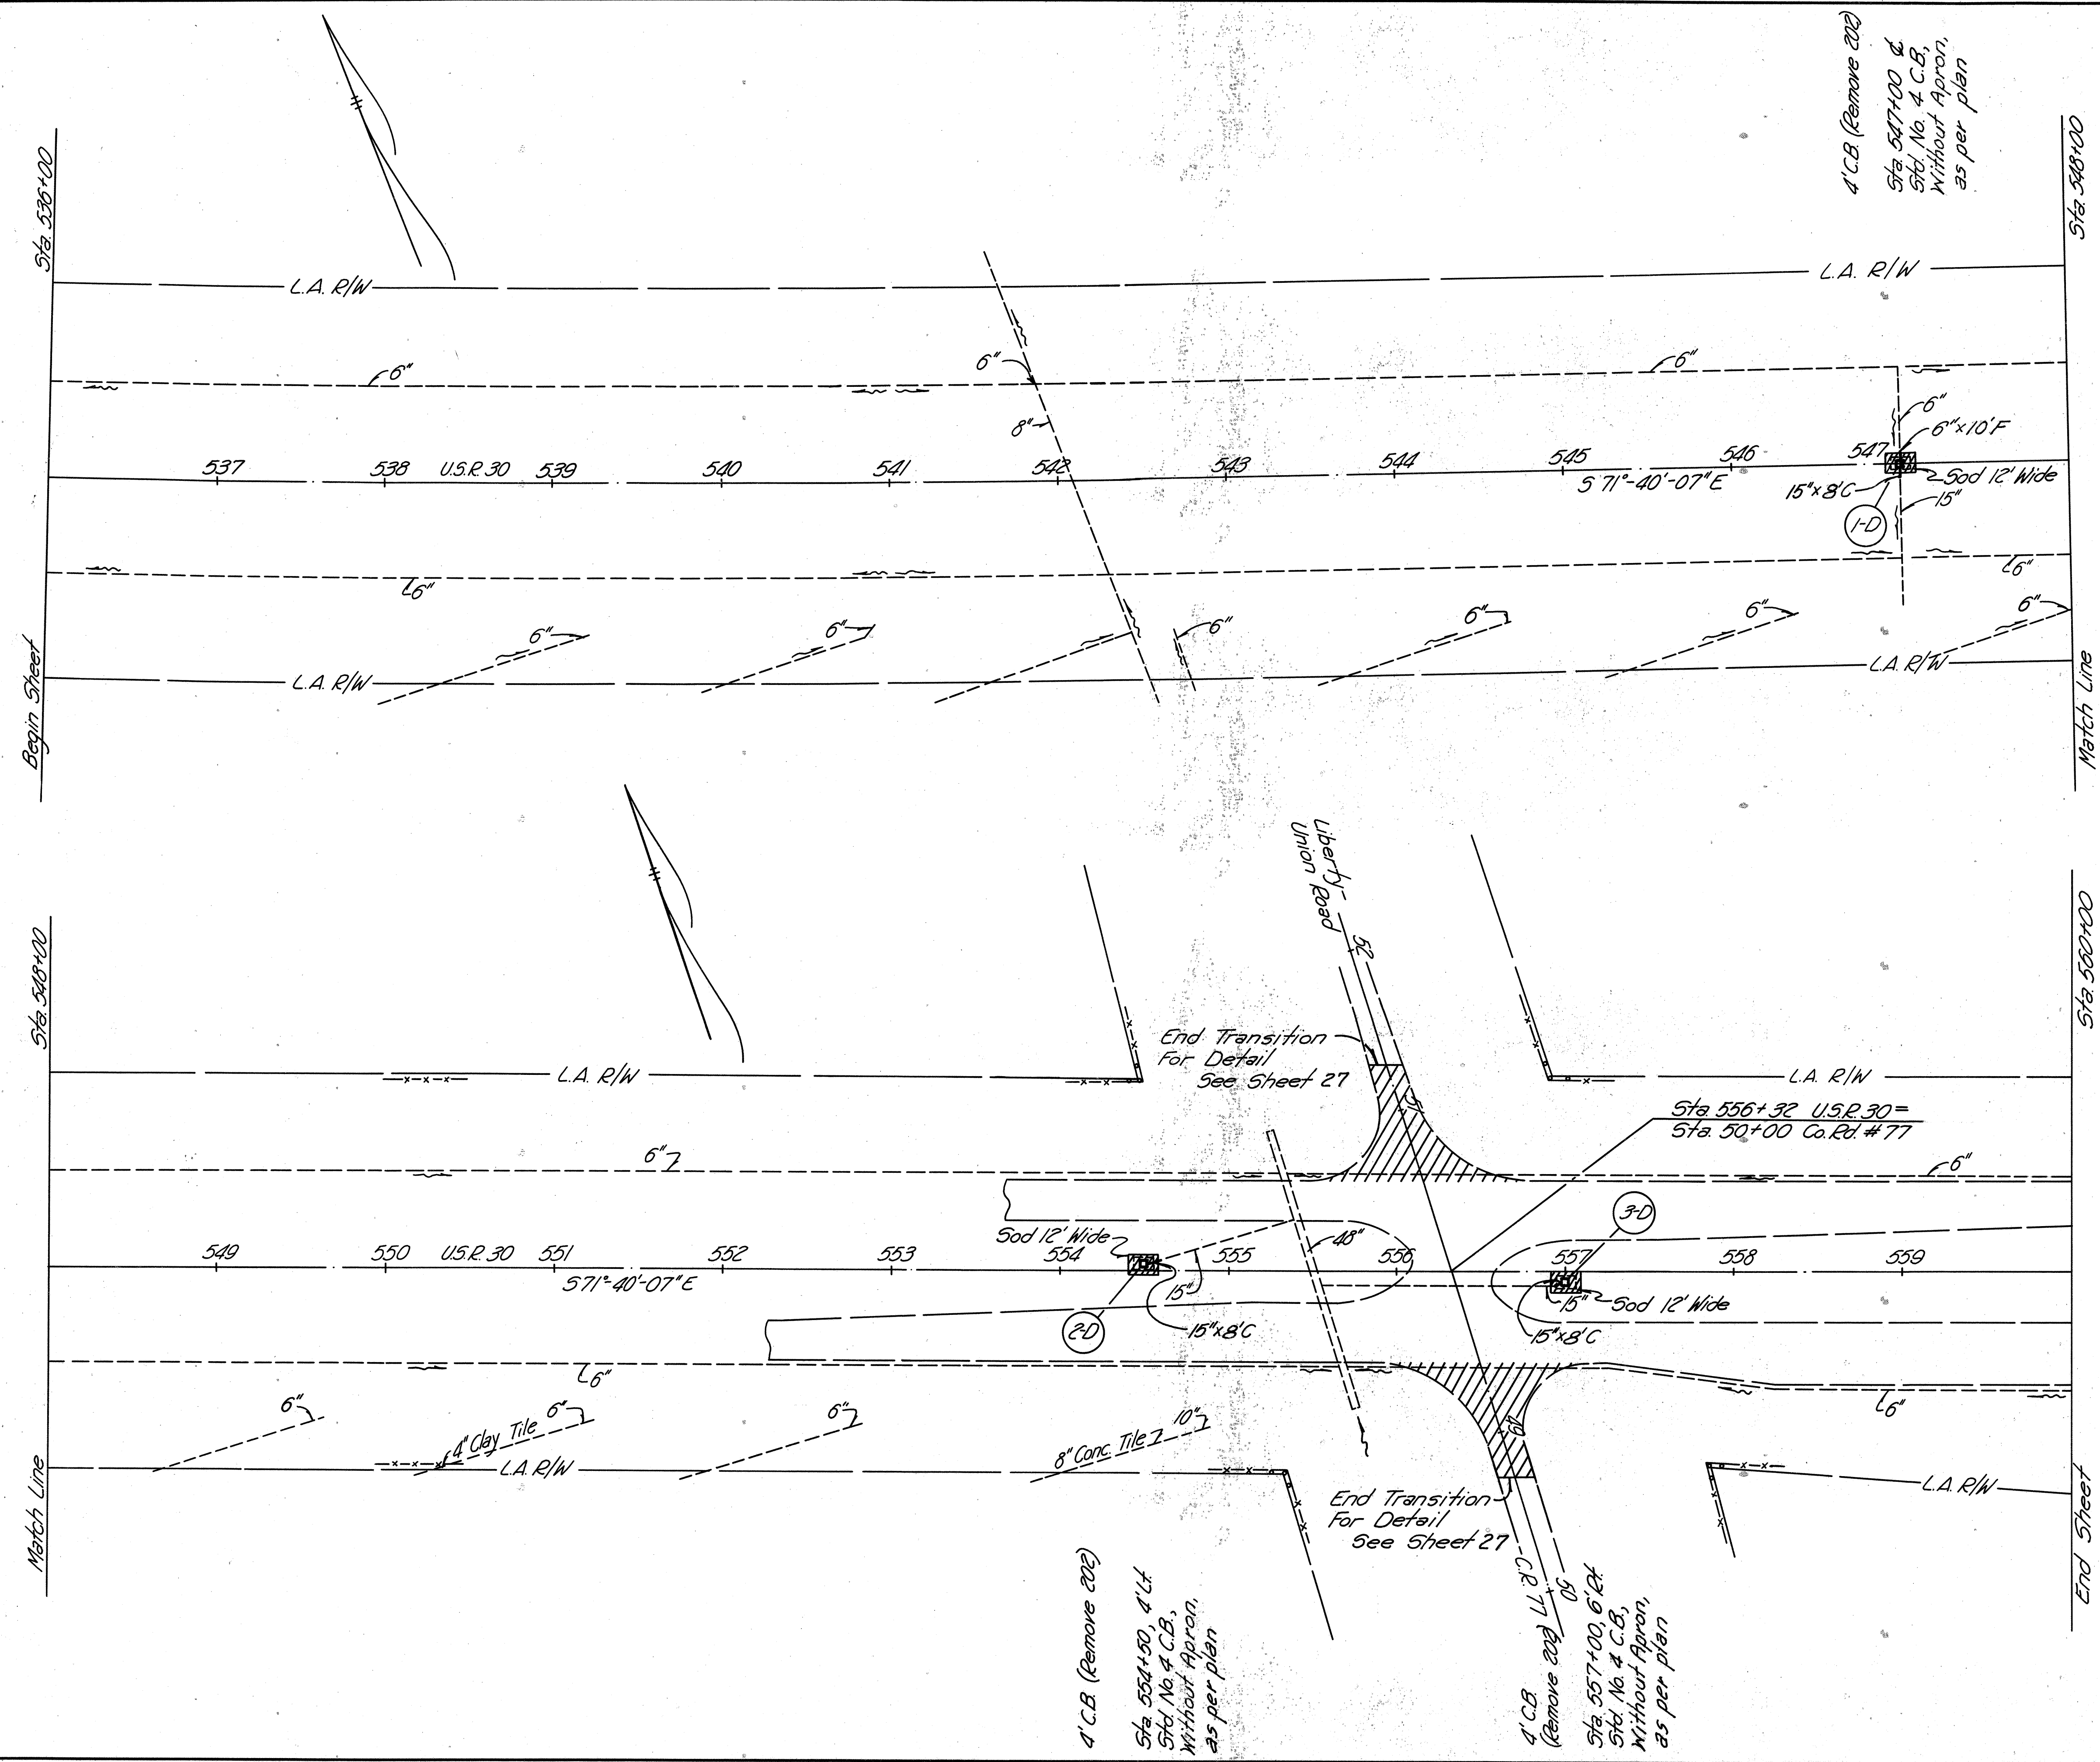 4' C.B. (Remove 202)
Sta. 547+00 ℄
Std. No. 4 C.B.,
Without Apron,
as per plan
Sta. 536+00
Sta. 548+00
L.A. R/W
L.A. R/W
6"
6"
8"
6"
6"
6"x10'F
537
538
U.S.R. 30
539
540
541
542
543
544
545
546
547
S 71°-40'-07" E
15"x8'C
Sod 12' Wide
15"
1-D
6"
6"
6"
6"
6"
6"
6"
6"
L.A. R/W
L.A. R/W
Begin Sheet
Match Line
Liberty-
Union Road
Sta. 548+00
Sta. 560+00
52
End Transition
For Detail
See Sheet 27
L.A. R/W
L.A. R/W
51
Sta. 556+32 U.S.R. 30=
Sta. 50+00 Co. Rd. #77
6"
6"
3-D
Sod 12' Wide
48"
549
550
U.S.R. 30
551
552
553
554
555
556
557
558
559
S 71°-40'-07" E
15"
15"
Sod 12' Wide
2-D
15"x8'C
15"x8'C
6"
6"
6"
4" Clay Tile
6"
6"
8" Conc. Tile
10"
49
L.A. R/W
L.A. R/W
End Transition
For Detail
See Sheet 27
Match Line
End Sheet
C.R. 77
50
4' C.B. (Remove 202)
Sta. 554+50, 4' Lt.
Std. No. 4 C.B.,
Without Apron,
as per plan
4' C.B.
(Remove 202)
Sta. 557+00, 6' Rt.
Std. No. 4 C.B.,
Without Apron,
as per plan